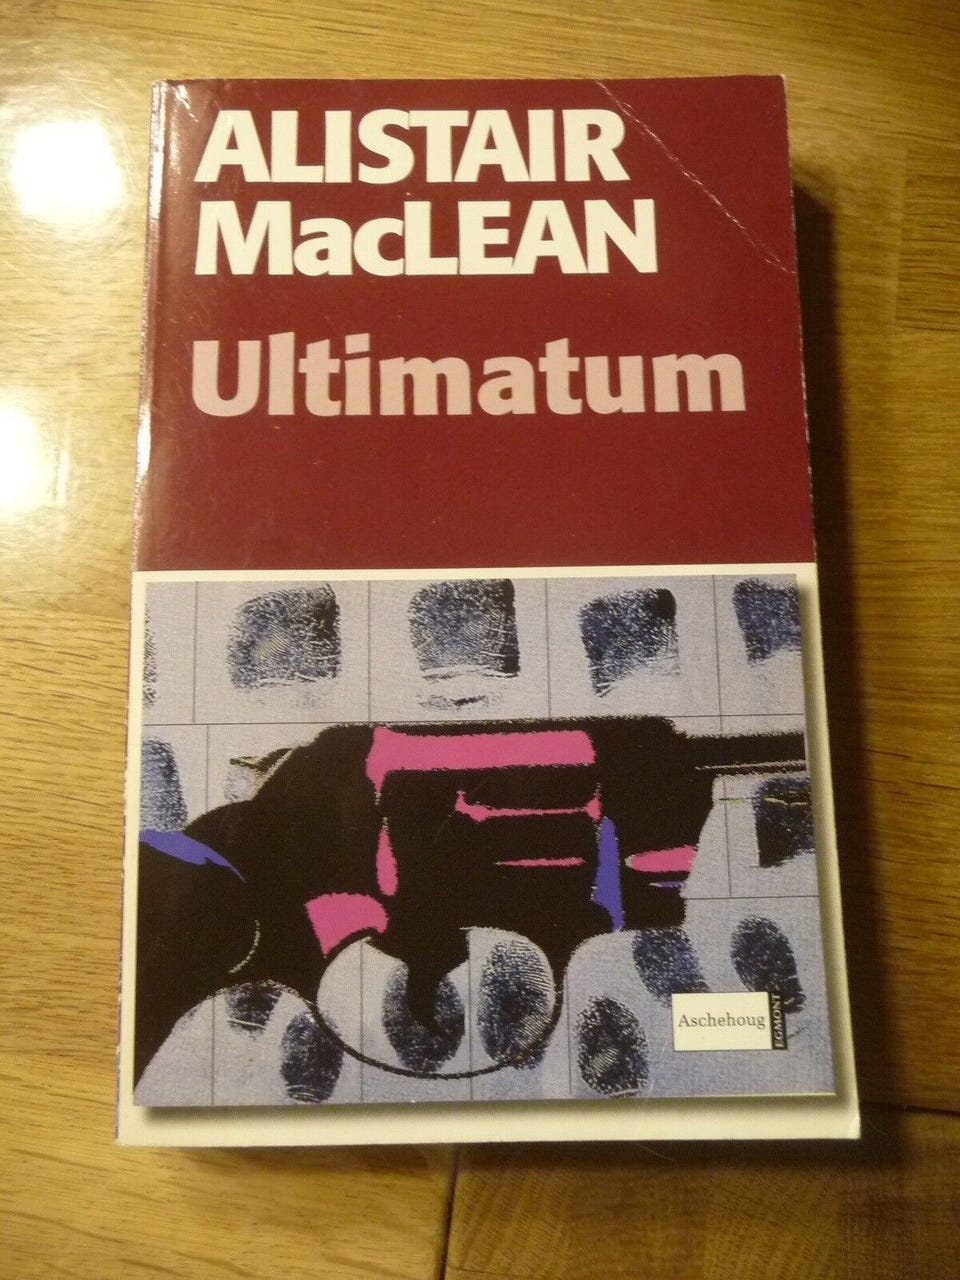 ALISTAIR
MacLEAN
Ultimatum
Aschehoug
EGMONT